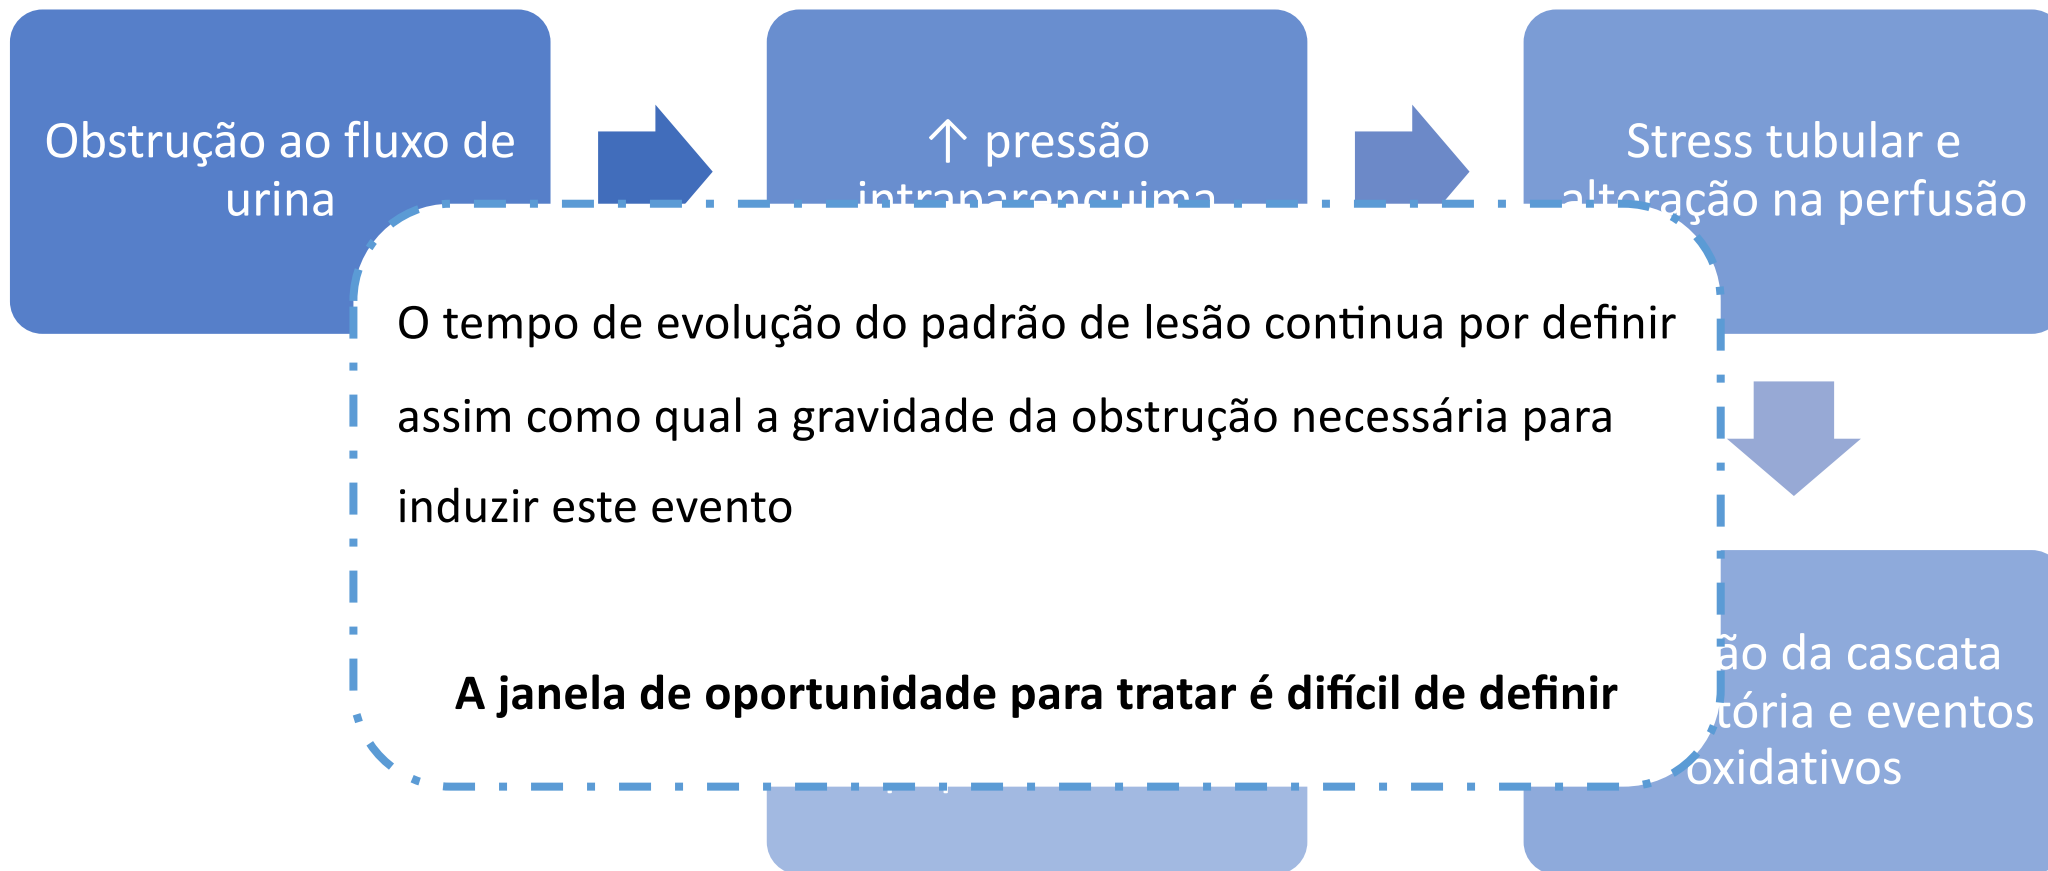 Obstrução ao fluxo de
urina
↑ pressão
intraparenquima
Stress tubular e
alteração na perfusão
O tempo de evolução do padrão de lesão continua por definir
assim como qual a gravidade da obstrução necessária para
induzir este evento
A janela de oportunidade para tratar é difícil de definir
ão da cascata
tória e eventos
oxidativos